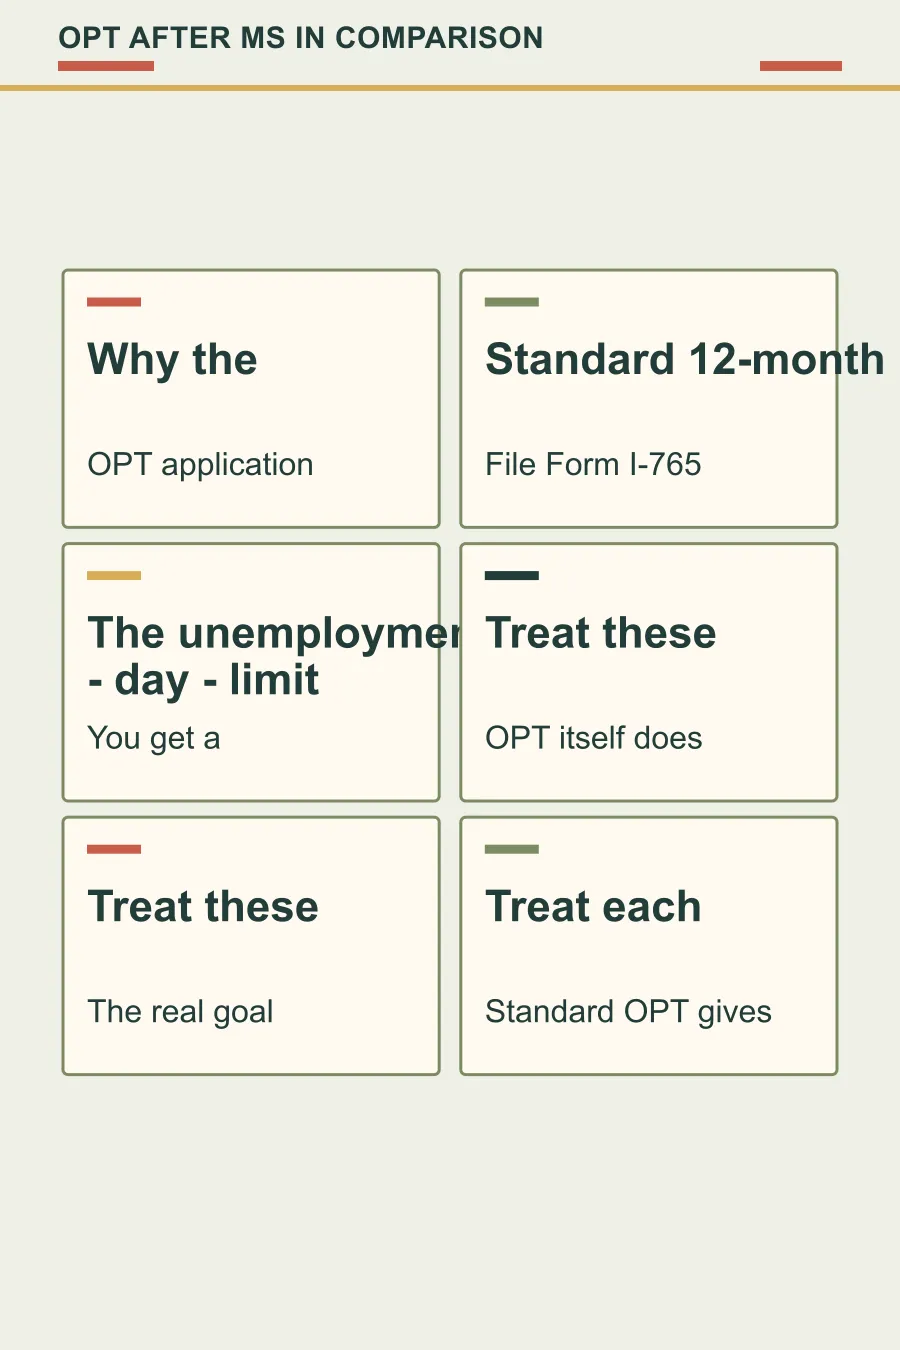 OPT AFTER MS IN COMPARISON
Why the
OPT application
Standard 12-month
File Form I-765
The unemploymen
- day - limit
You get a
Treat these
OPT itself does
Treat these
The real goal
Treat each
Standard OPT gives